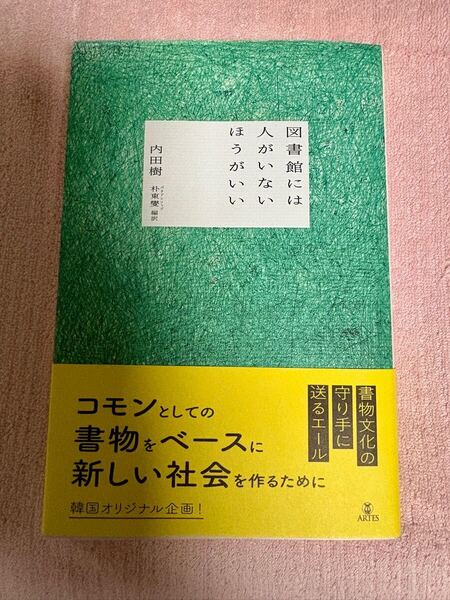 図書館には
人がいない
ほうがいい
内田樹
朴東燮 編訳
書物文化の
守り手に
送るエール
コモンとしての
書物をベースに
新しい社会を作るために
韓国オリジナル企画!
ARTES